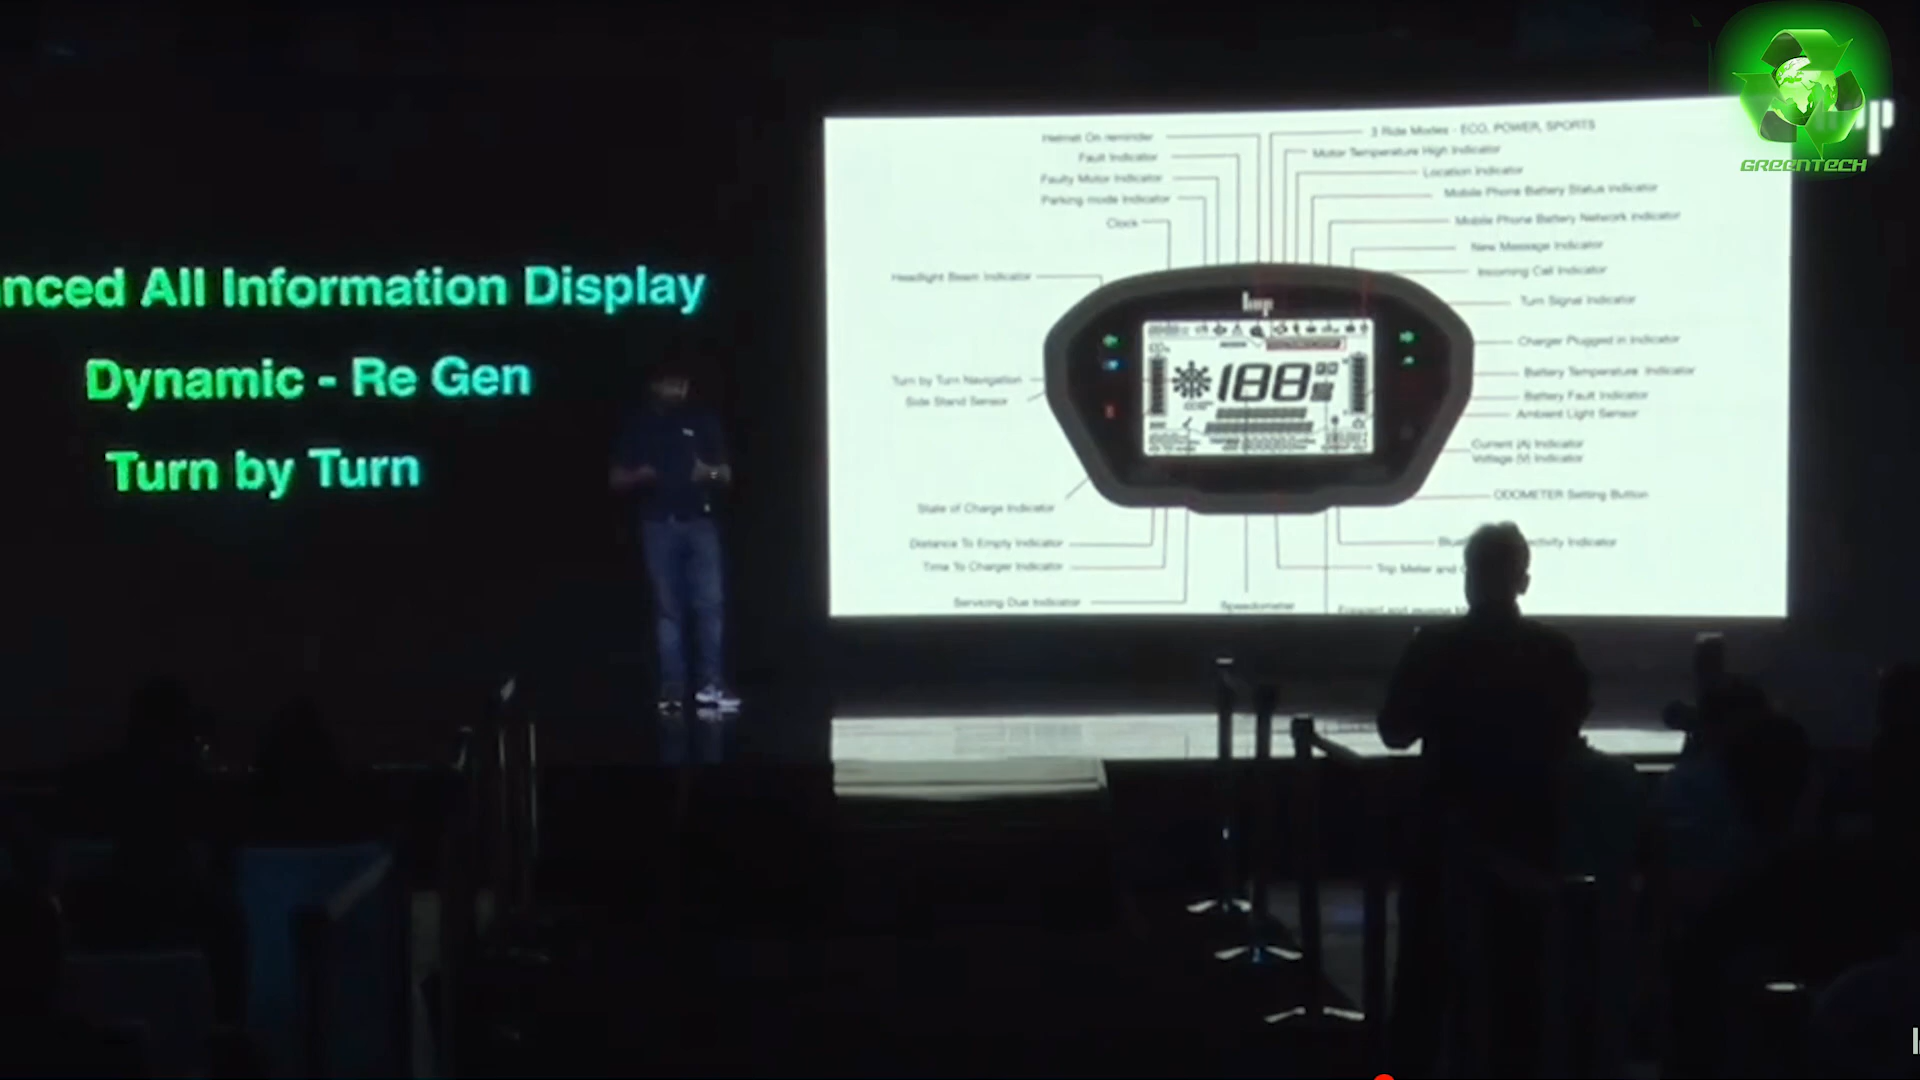 nced All Information Display
Dynamic - Re Gen
Turn by Turn
Helmet On reminder
Fault Indicator
Faulty Motor Indicator
Parking mode Indicator
Clock
Headlight Beam Indicator
Turn by Turn Navigation
Side Stand Sensor
State of Charge Indicator
Distance To Empty Indicator
Time To Charger Indicator
Servicing Due Indicator
Speedometer
3 Ride Modes - ECO, POWER, SPORTS
Motor Temperature High Indicator
Location Indicator
Mobile Phone Battery Status Indicator
Mobile Phone Battery Network Indicator
New Message Indicator
Incoming Call Indicator
Turn Signal Indicator
Charger Plugged in Indicator
Battery Temperature Indicator
Battery Fault Indicator
Ambient Light Sensor
Current (A) Indicator
Voltage (V) Indicator
ODOMETER Setting Button
Indicator
Trip Meter and
Forward and reverse
188
GREENTECH